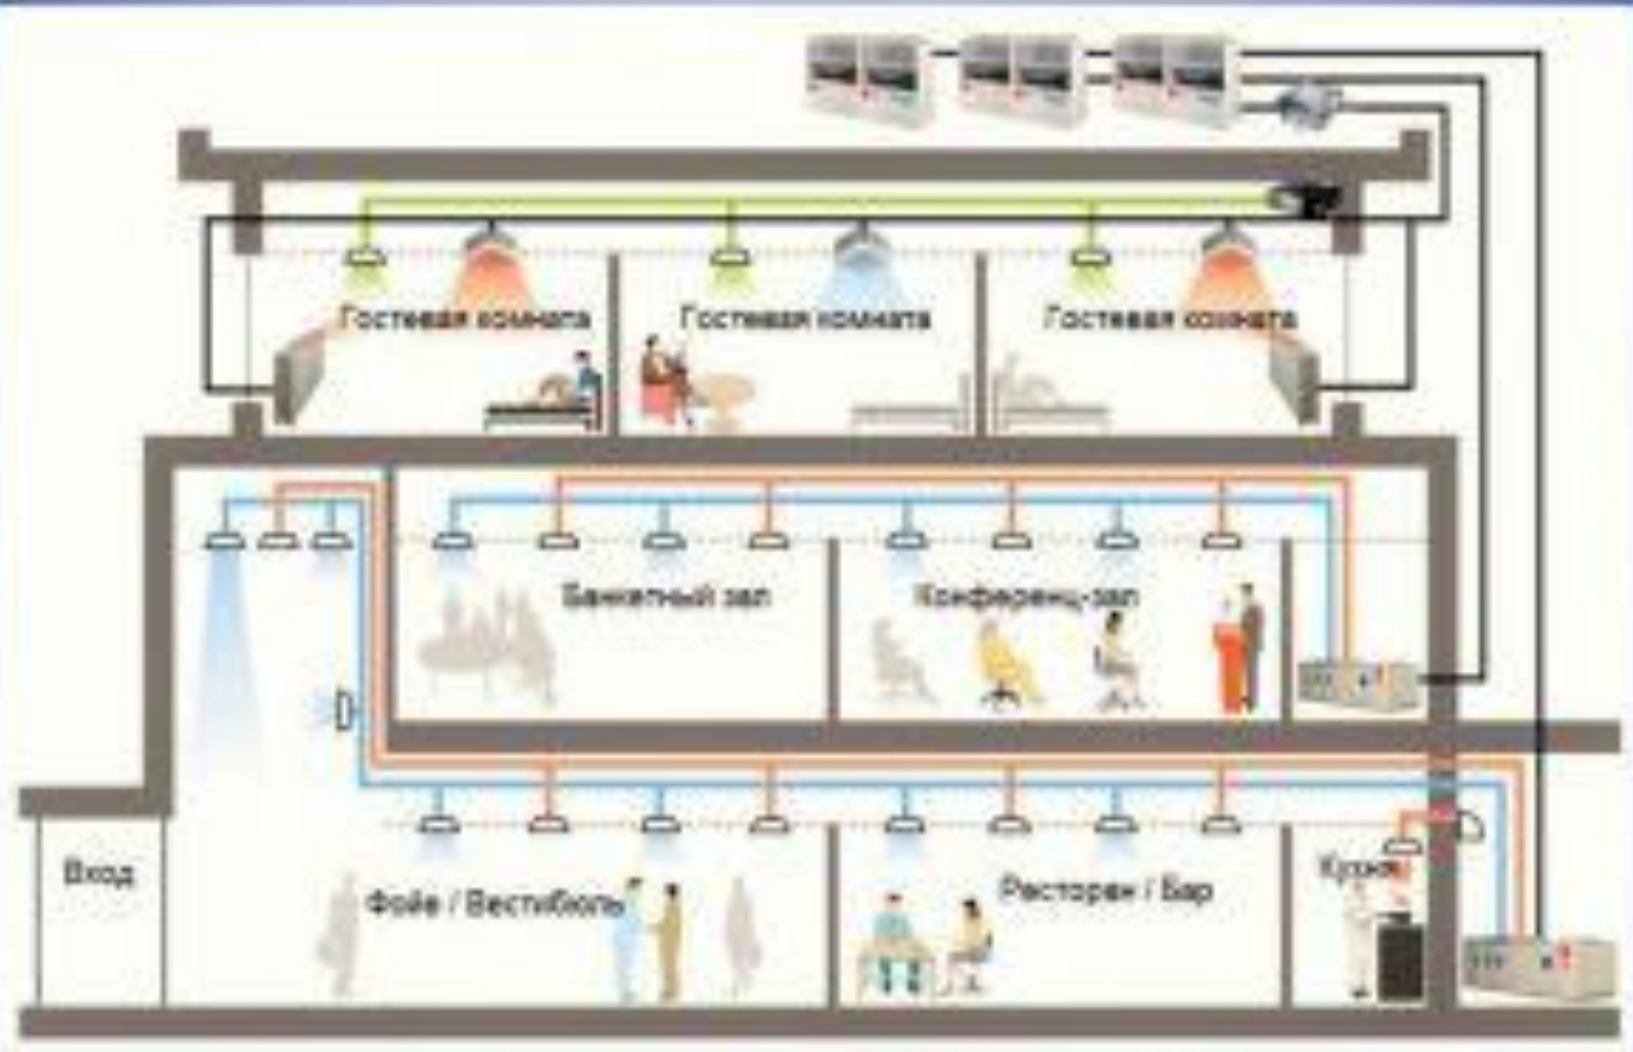 Гостевая комната
Гостевая комната
Гостевая комната
Банкетный зал
Конференц-зал
Вход
Фойе / Вестибюль
Ресторан / Бар
Кухня